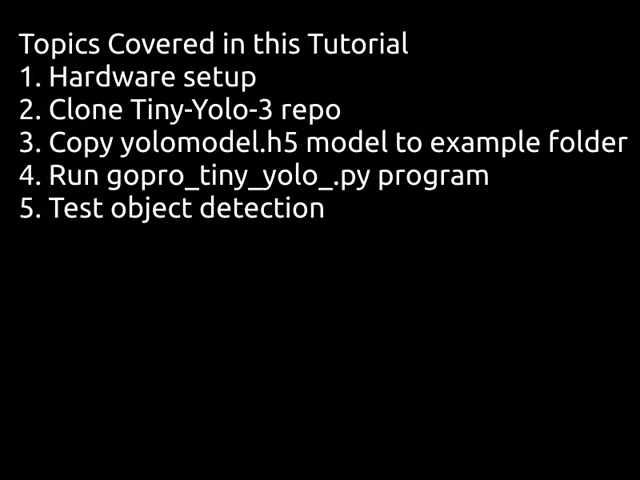 Topics Covered in this Tutorial
1. Hardware setup
2. Clone Tiny-Yolo-3 repo
3. Copy yolomodel.h5 model to example folder
4. Run gopro_tiny_yolo_.py program
5. Test object detection